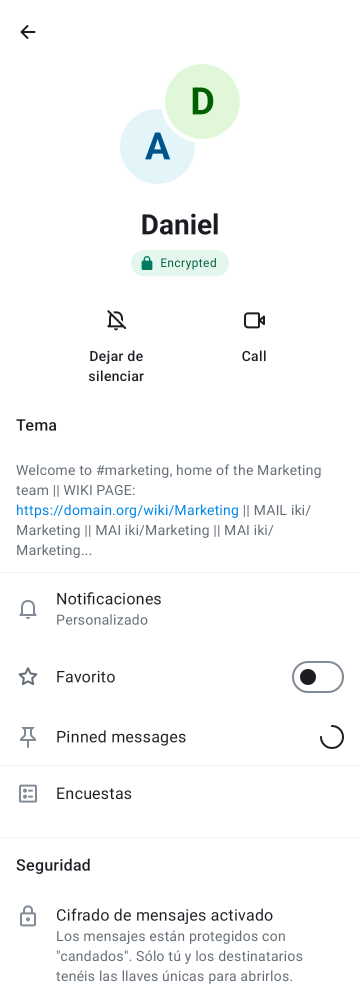 D
A
Daniel
Encrypted
Dejar de
silenciar
Call
Tema
Welcome to #marketing, home of the Marketing
team || WIKI PAGE:
https://domain.org/wiki/Marketing || MAIL iki/
Marketing || MAI iki/Marketing || MAI iki/
Marketing...
Notificaciones
Personalizado
Favorito
Pinned messages
Encuestas
Seguridad
Cifrado de mensajes activado
Los mensajes están protegidos con
"candados". Sólo tú y los destinatarios
tenéis las llaves únicas para abrirlos.